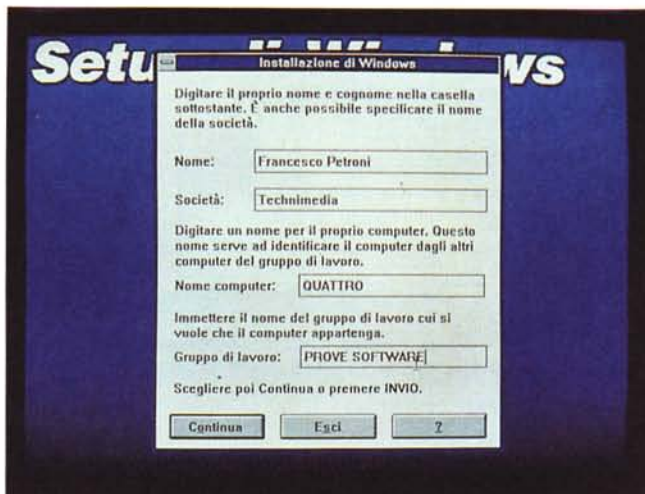 Setu di Windows
Installazione di Windows
Digitare il proprio nome e cognome nella casella
sottostante. È anche possibile specificare il nome
della società.
Nome: Francesco Petroni
Società: Technimedia
Digitare un nome per il proprio computer. Questo
nome serve ad identificare il computer dagli altri
computer del gruppo di lavoro.
Nome computer: QUATTRO
Immettere il nome del gruppo di lavoro cui si
vuole che il computer appartenga.
Gruppo di lavoro: PROVE SOFTWARE
Scegliere poi Continua o premere INVIO.
Continua Esci ?